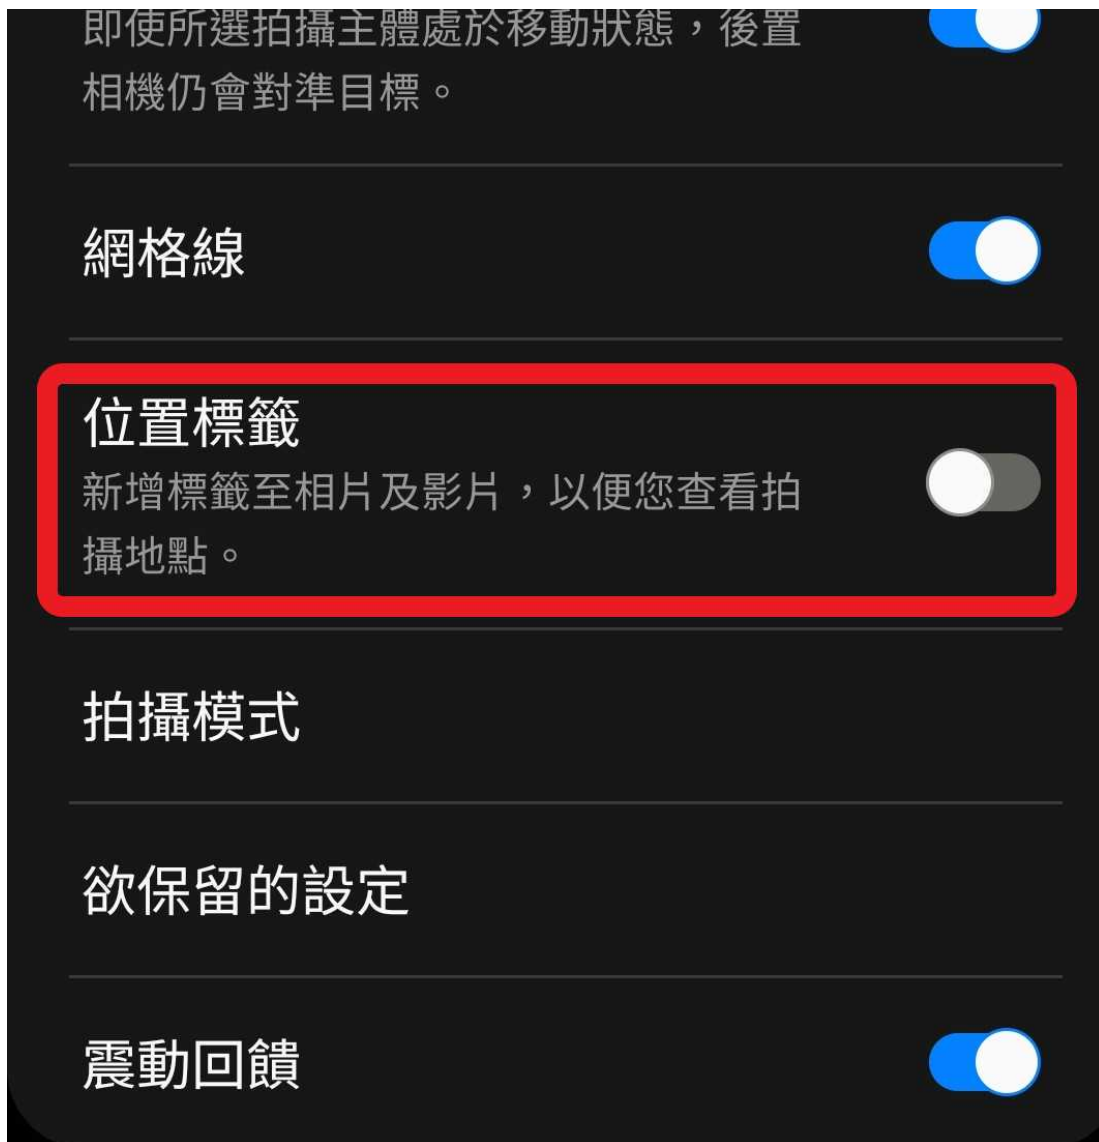 即使所選拍攝主體處於移動狀態，後置
相機仍會對準目標。
網格線
位置標籤
新增標籤至相片及影片，以便您查看拍
攝地點。
拍攝模式
欲保留的設定
震動回饋